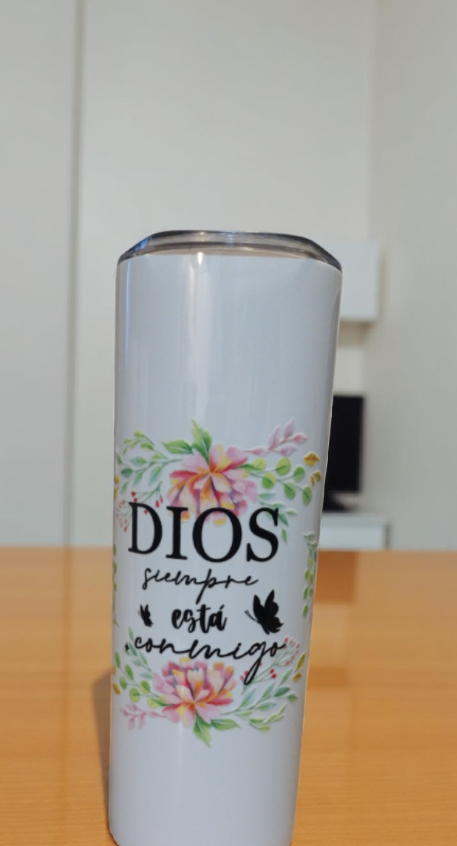 DIOS
siempre
está
conmigo